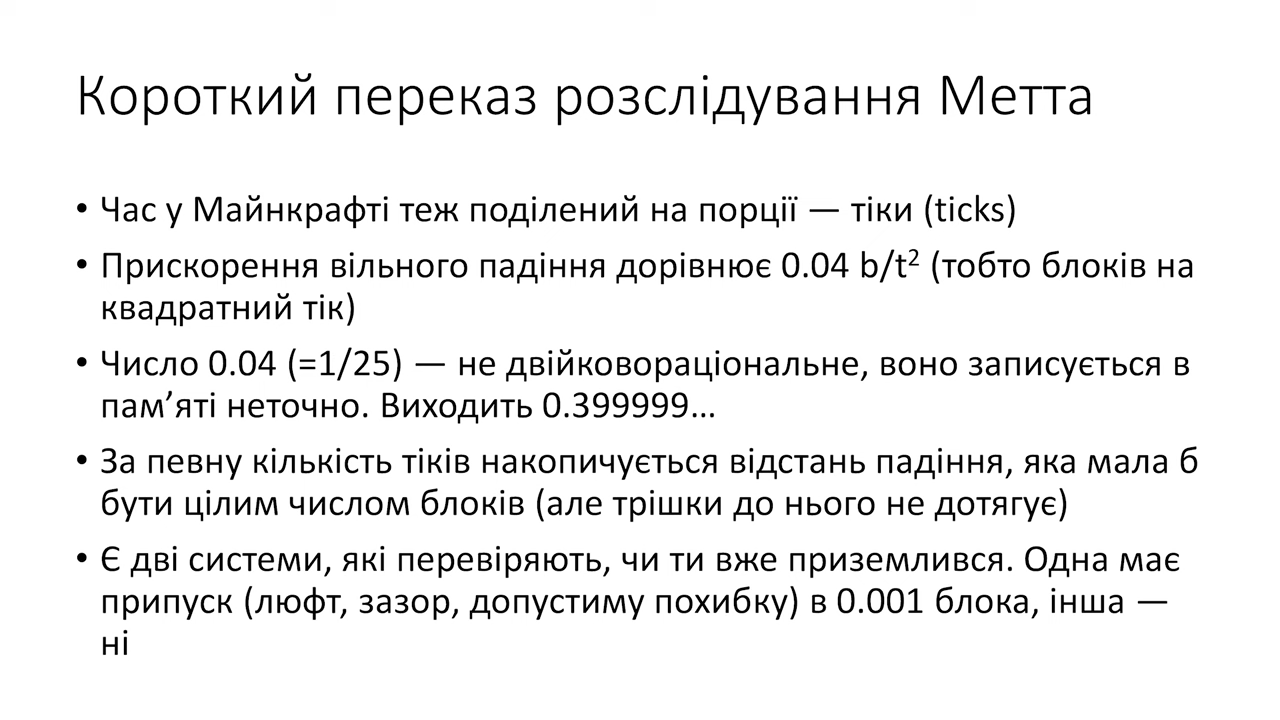 Короткий переказ розслідування Метта
• Час у Майнкрафті теж поділений на порції — тіки (ticks)
• Прискорення вільного падіння дорівнює 0.04 b/t² (тобто блоків на
квадратний тік)
• Число 0.04 (=1/25) — не двійковораціональне, воно записується в
пам’яті неточно. Виходить 0.399999…
• За певну кількість тіків накопичується відстань падіння, яка мала б
бути цілим числом блоків (але трішки до нього не дотягує)
• Є дві системи, які перевіряють, чи ти вже приземлився. Одна має
припуск (люфт, зазор, допустиму похибку) в 0.001 блока, інша —
ні